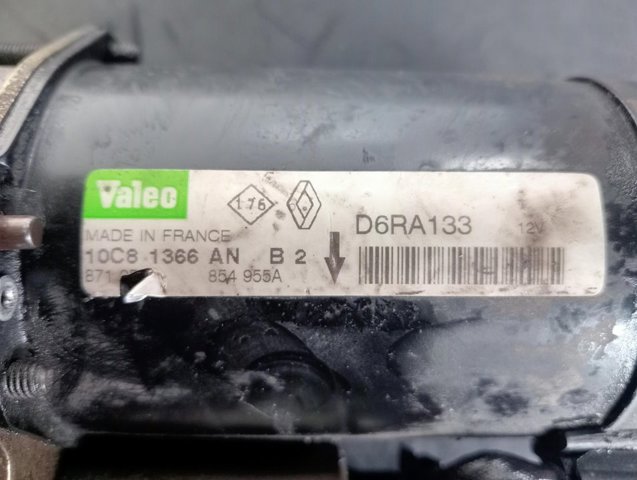 Valeo
176
D6RA133
12V
MADE IN FRANCE
10C8 1366 AN B 2
854 955A